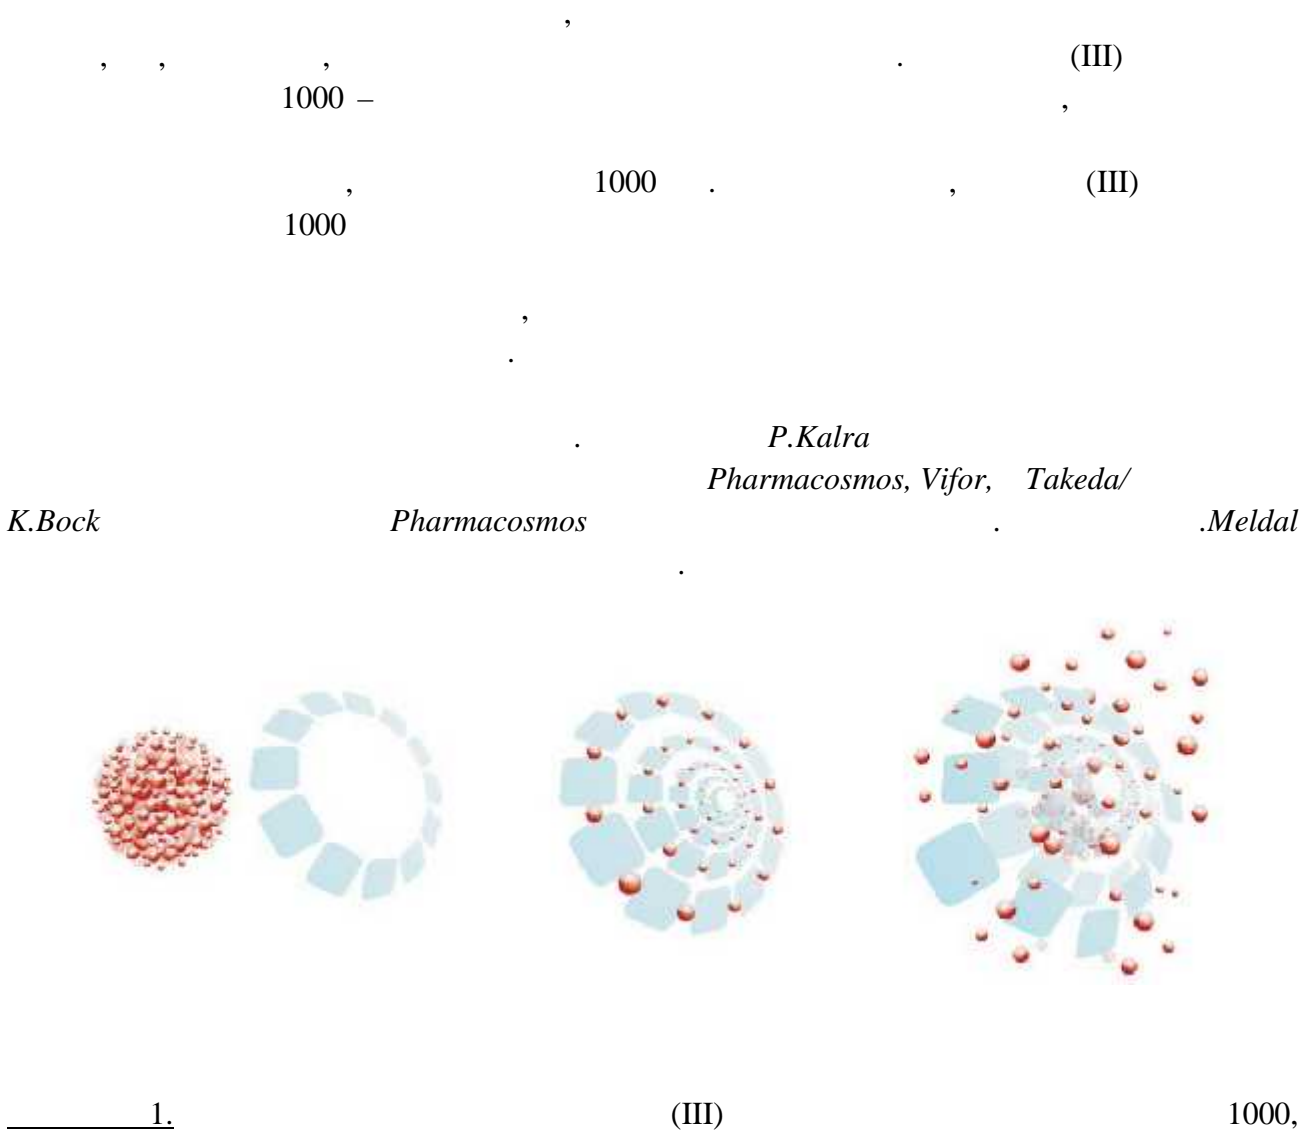 ,
, , , . (III)
1000 – ,
, 1000 . , (III)
1000
,
.
. P.Kalra
Pharmacosmos, Vifor, Takeda/
K.Bock Pharmacosmos . .Meldal
.
1. (III) 1000,